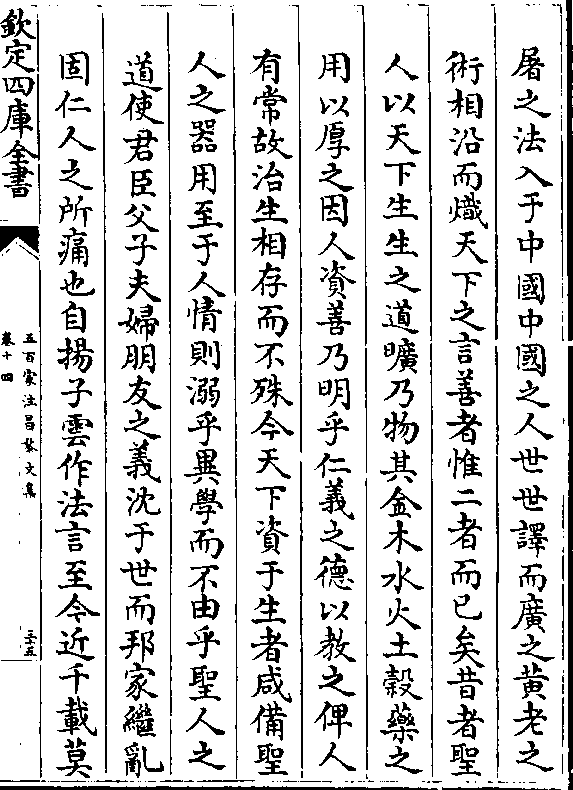 屠之法入于中國中國之人世世譯而廣之黄老之
術相沿而熾天下之言善者惟二者而已矣昔者聖
人以天下生生之道曠乃物其金木水火土榖藥之
用以厚之因人資善乃明乎仁義之德以教之俾人
有常故治生相存而不殊今天下資于生者咸備聖
人之器用至于人情則溺乎異學而不由乎聖人之
道使君臣父子夫婦朋友之義沈于世而邦家繼亂
固仁人之所痛也自揚子雲作法言至今近千載莫
欽定四庫全書
五百家注昌黎文集
卷十四
三十五